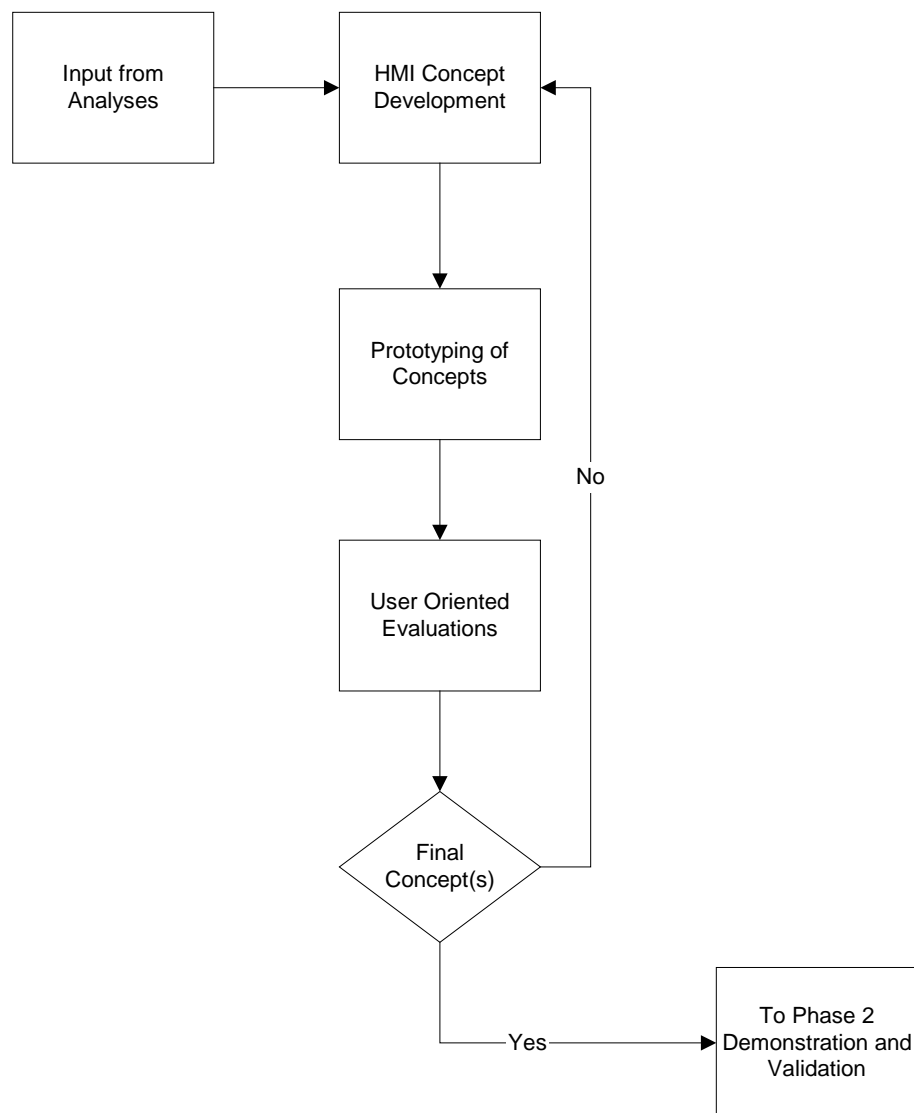 Input from
Analyses
HMI Concept
Development
Prototyping of
Concepts
No
User Oriented
Evaluations
Final
Concept(s)
Yes
To Phase 2
Demonstration and
Validation